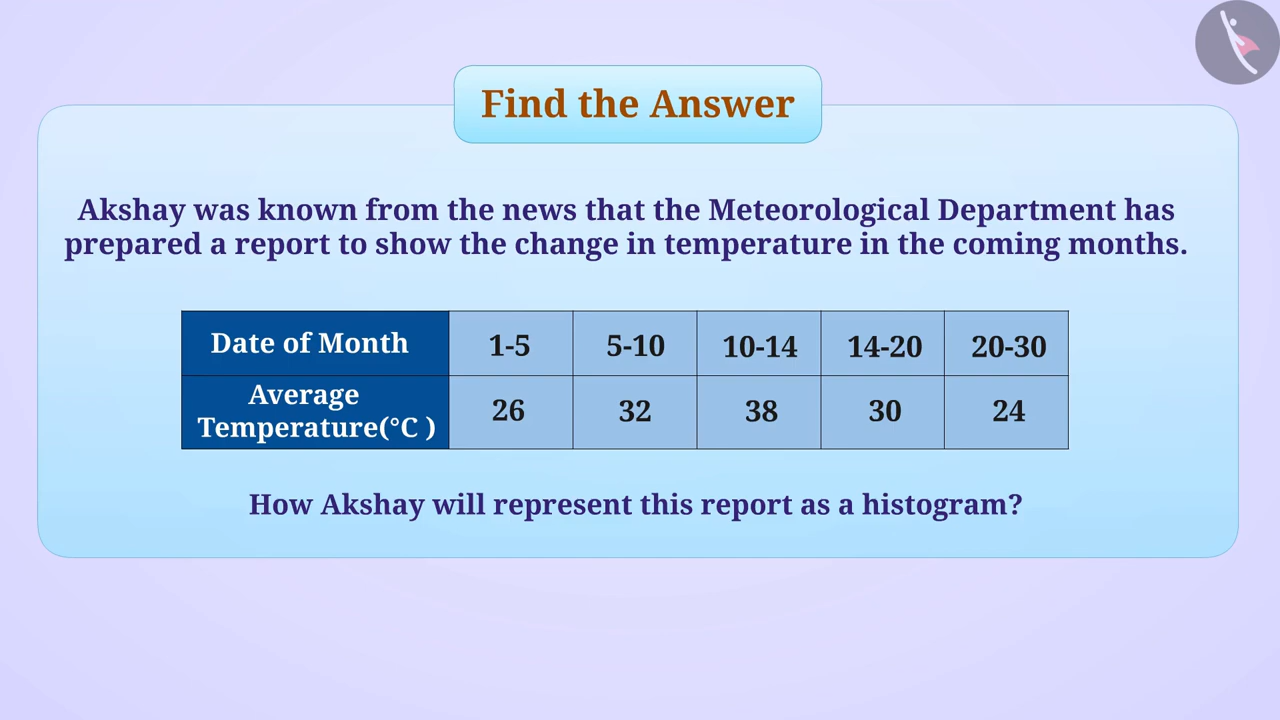 Find the Answer
Akshay was known from the news that the Meteorological Department has
prepared a report to show the change in temperature in the coming months.
Date of Month 1-5 5-10 10-14 14-20 20-30
Average
Temperature(°C ) 26 32 38 30 24
How Akshay will represent this report as a histogram?